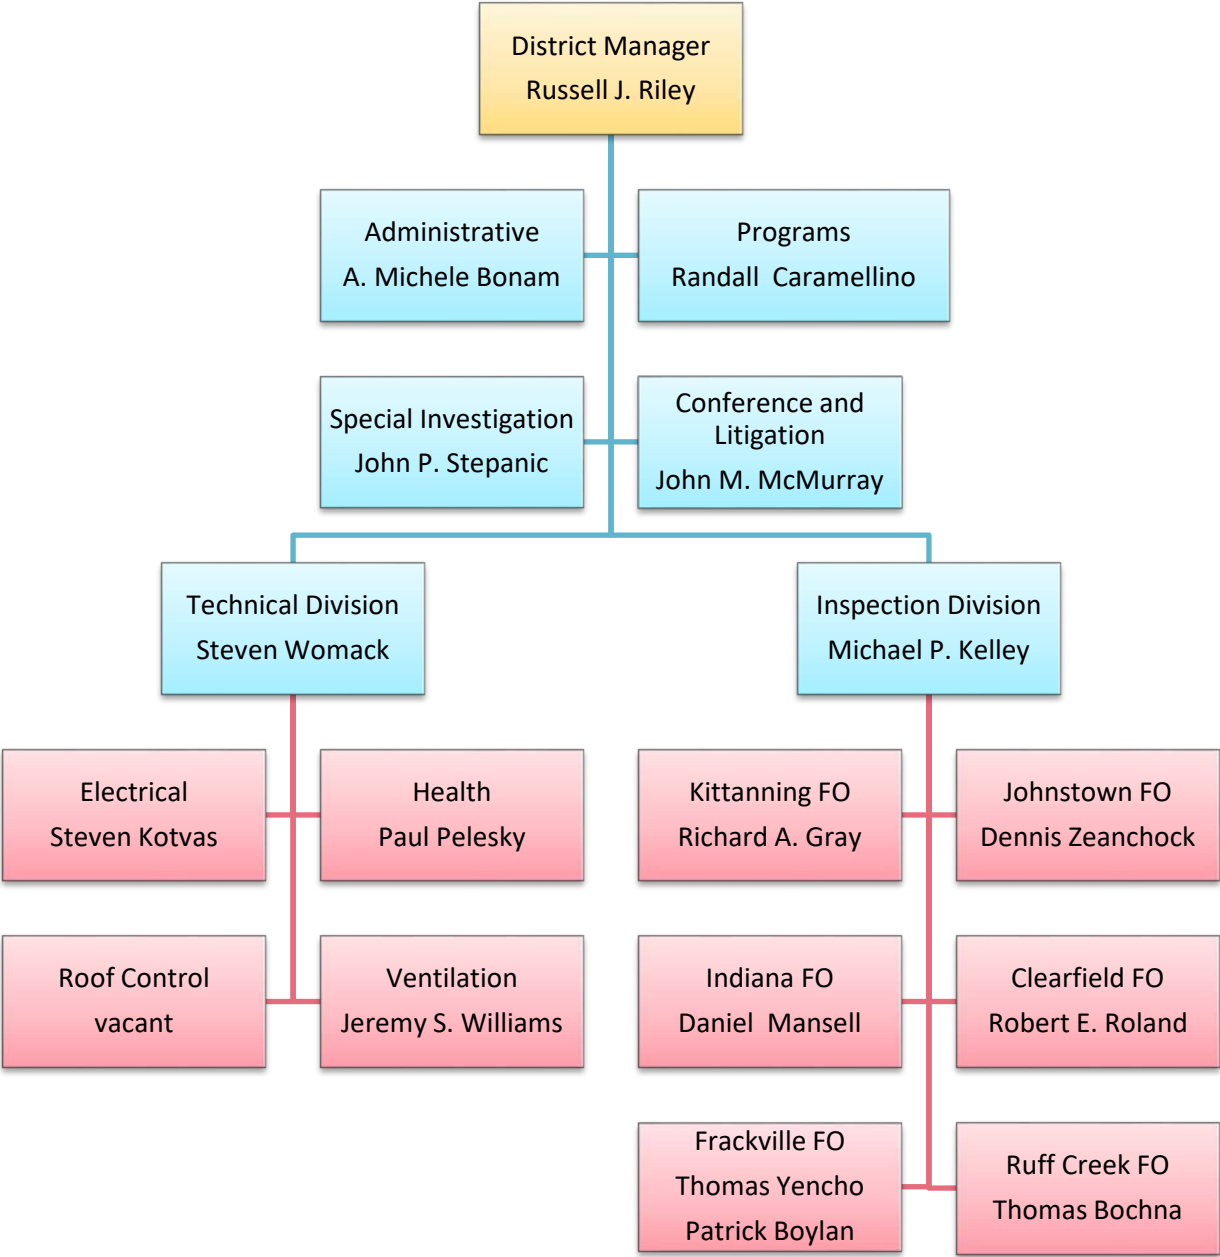 District Manager
Russell J. Riley
Administrative
A. Michele Bonam
Programs
Randall  Caramellino
Special Investigation
John P. Stepanic
Conference and
Litigation
John M. McMurray
Technical Division
Steven Womack
Inspection Division
Michael P. Kelley
Electrical
Steven Kotvas
Health
Paul Pelesky
Kittanning FO
Richard A. Gray
Johnstown FO
Dennis Zeanchock
Roof Control
vacant
Ventilation
Jeremy S. Williams
Indiana FO
Daniel  Mansell
Clearfield FO
Robert E. Roland
Frackville FO
Thomas Yencho
Patrick Boylan
Ruff Creek FO
Thomas Bochna